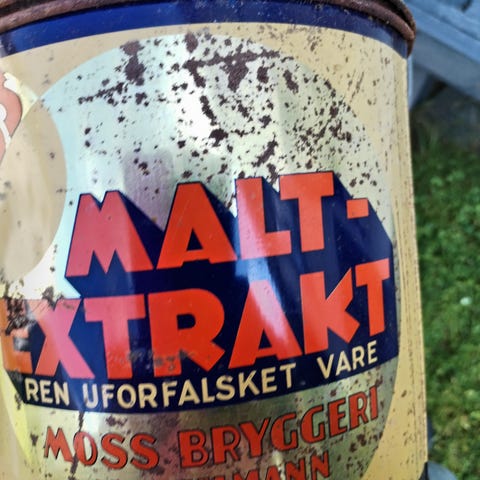 MALT-
EXTRAKT
REN UFORFALSKET VARE
MOSS BRYGGERI